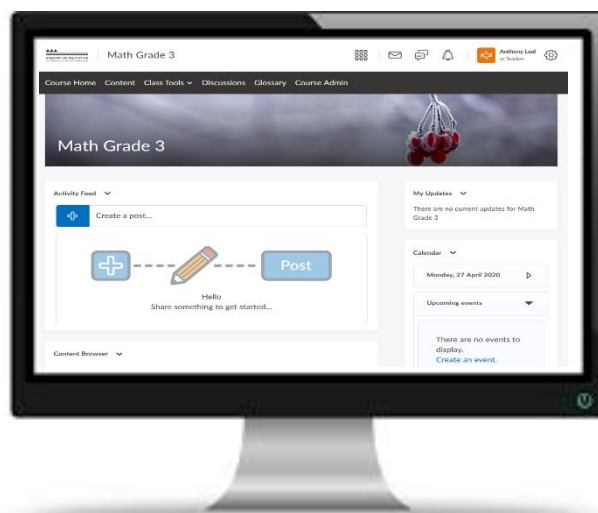 Math Grade 3
Anthony Leal
Course Home Content Class Tools Discussions Glossary Course Admin
Math Grade 3
Activity Feed
Create a post...
Post
Hello
Share something to get started...
Content Browser
My Updates
There are no current updates for Math
Grade 3
Calendar
Monday, 27 April 2020
Upcoming events
There are no events to
display.
Create an event.